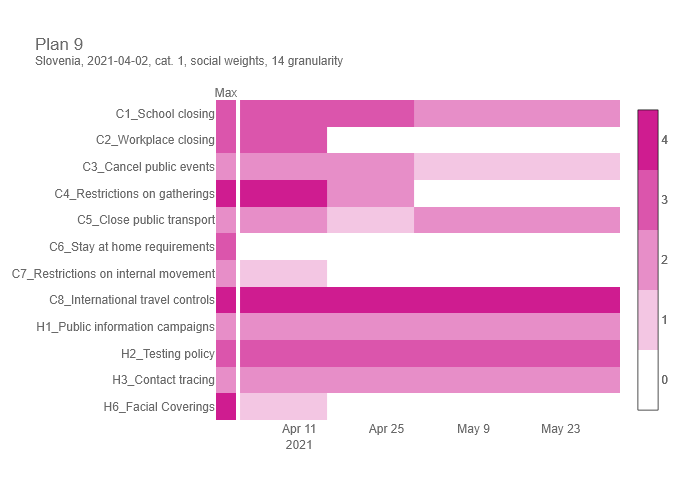 Plan 9
Slovenia, 2021-04-02, cat. 1, social weights, 14 granularity
Max
C1_School closing
C2_Workplace closing
C3_Cancel public events
C4_Restrictions on gatherings
C5_Close public transport
C6_Stay at home requirements
C7_Restrictions on internal movement
C8_International travel controls
H1_Public information campaigns
H2_Testing policy
H3_Contact tracing
H6_Facial Coverings
Apr 11 Apr 25 May 9 May 23
2021
4
3
2
1
0